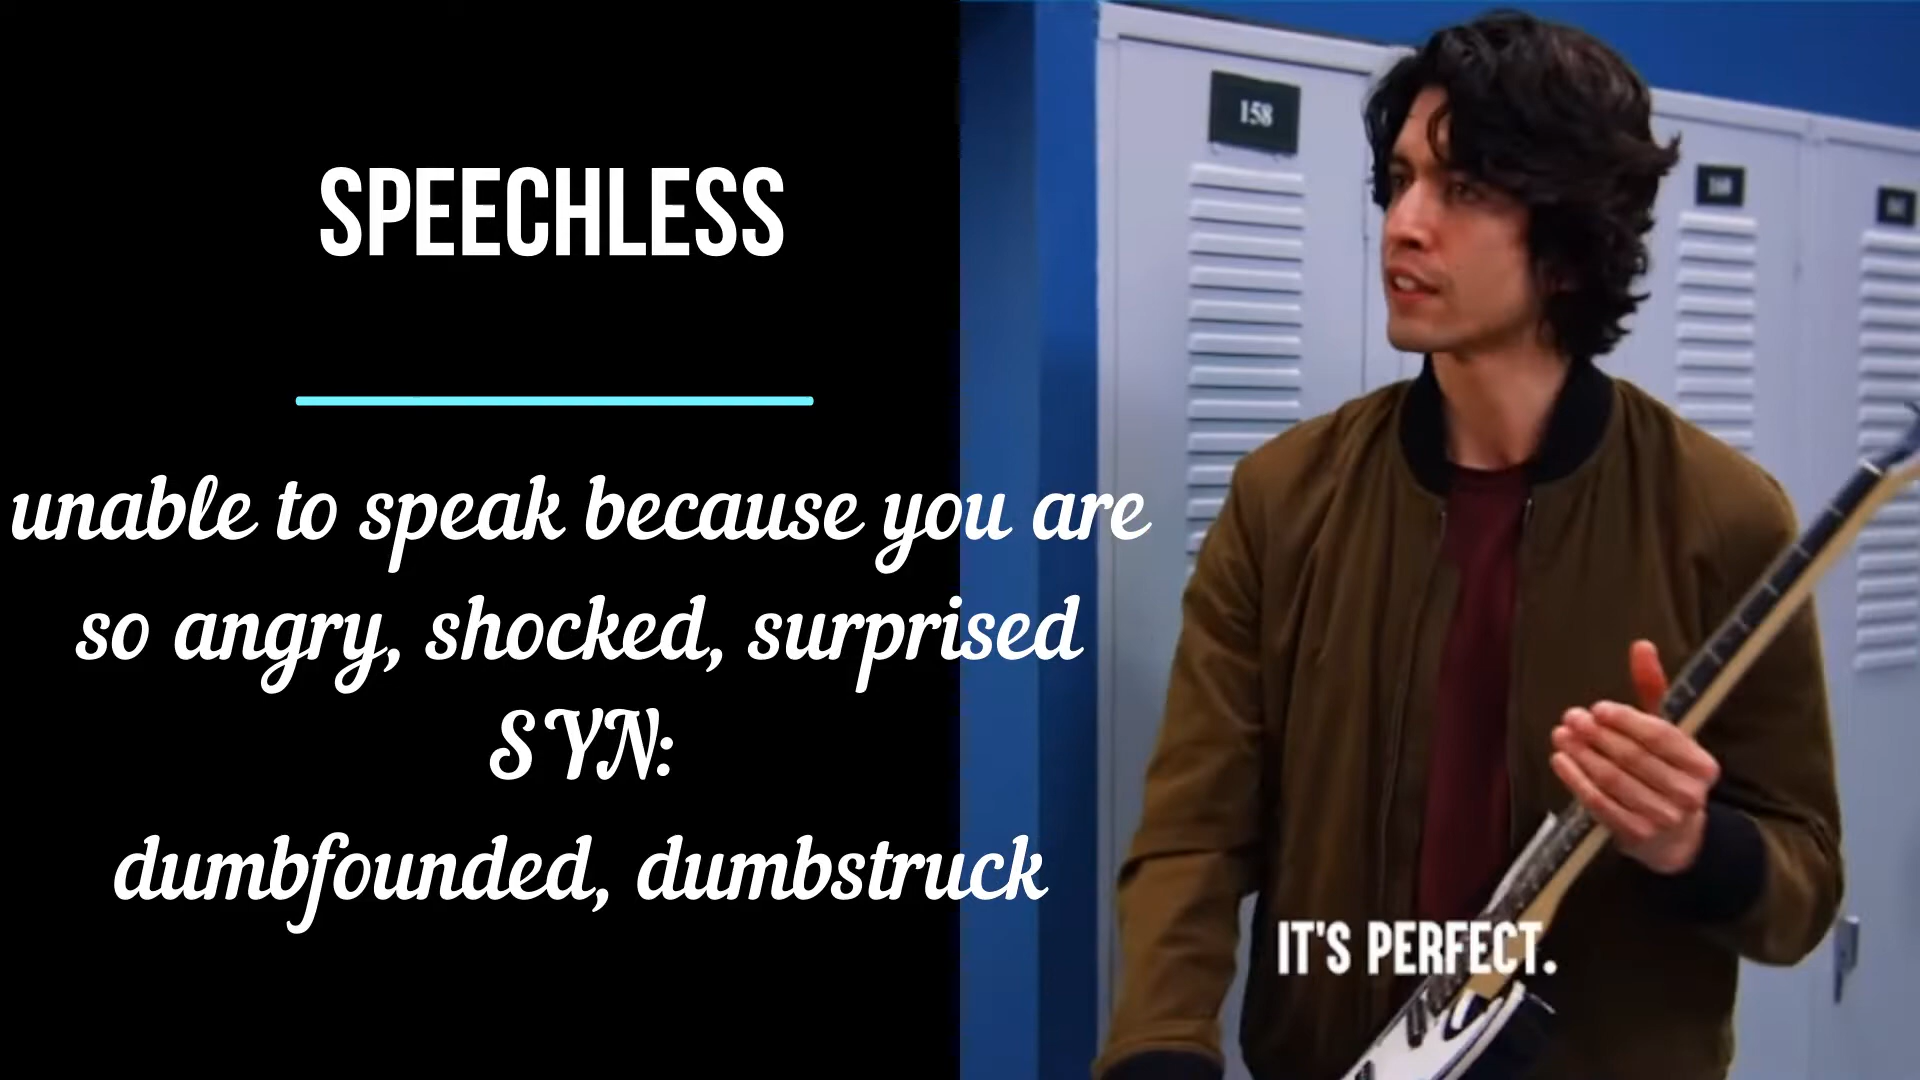 SPEECHLESS
unable to speak because you are
so angry, shocked, surprised
SYN:
dumbfounded, dumbstruck
158
IT'S PERFECT.